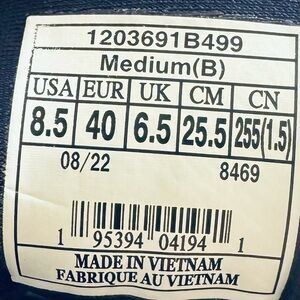 1203691B499
Medium(B)
USA EUR UK CM CN
8.5 40 6.5 25.5 255(1.5)
08/22 8469
1 95394 04194 1
MADE IN VIETNAM
FABRIQUE AU VIETNAM